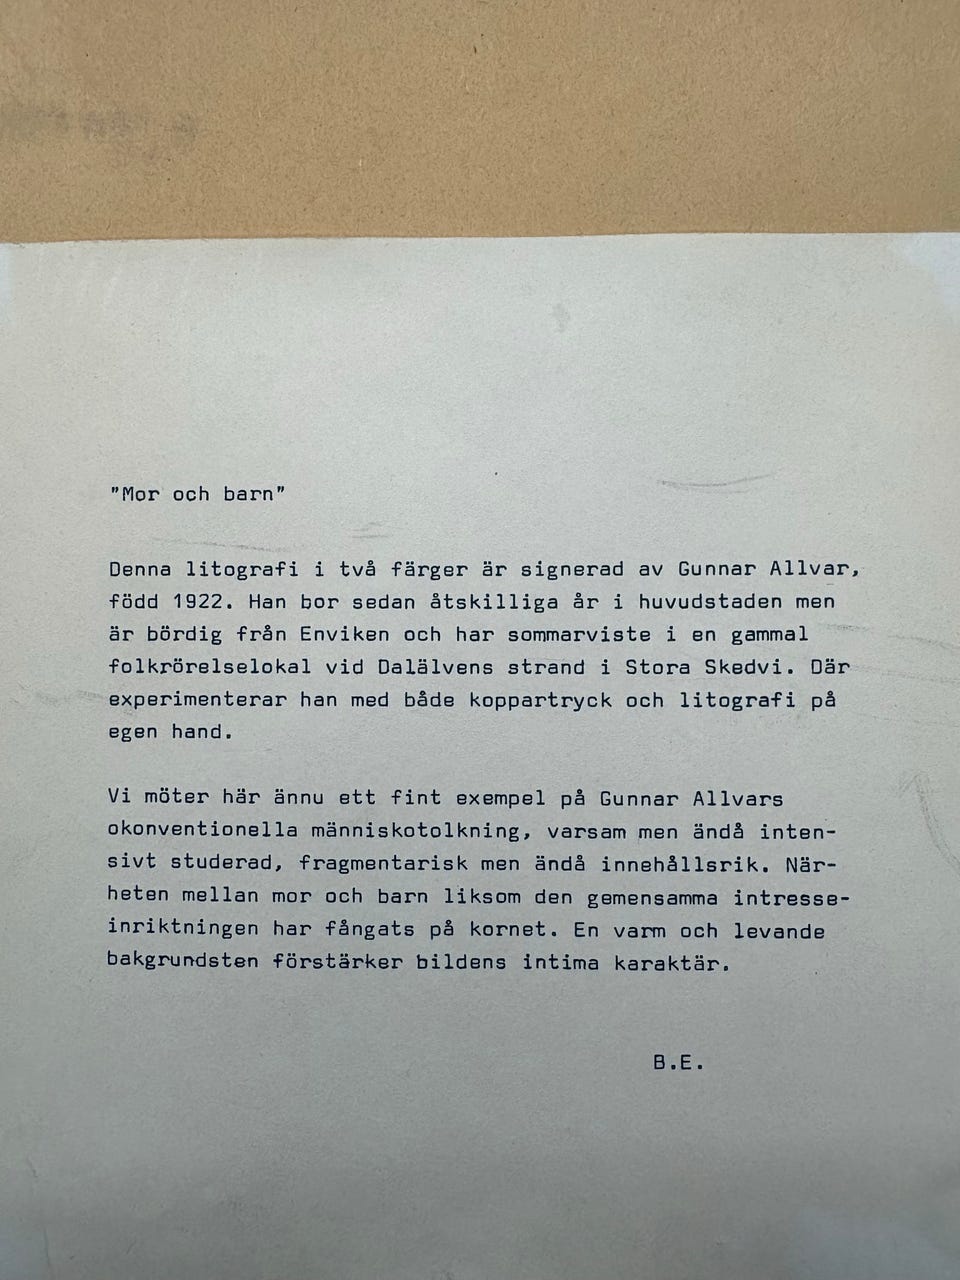 "Mor och barn"
Denna litografi i två färger är signerad av Gunnar Allvar,
född 1922. Han bor sedan åtskilliga år i huvudstaden men
är bördig från Enviken och har sommarviste i en gammal
folkrörelselokal vid Dalälvens strand i Stora Skedvi. Där
experimenterar han med både koppartryck och litografi på
egen hand.
Vi möter här ännu ett fint exempel på Gunnar Allvars
okonventionella människotolkning, varsam men ändå inten-
sivt studerad, fragmentarisk men ändå innehållsrik. När-
heten mellan mor och barn liksom den gemensamma intresse-
inriktningen har fångats på kornet. En varm och levande
bakgrundsten förstärker bildens intima karaktär.
B.E.